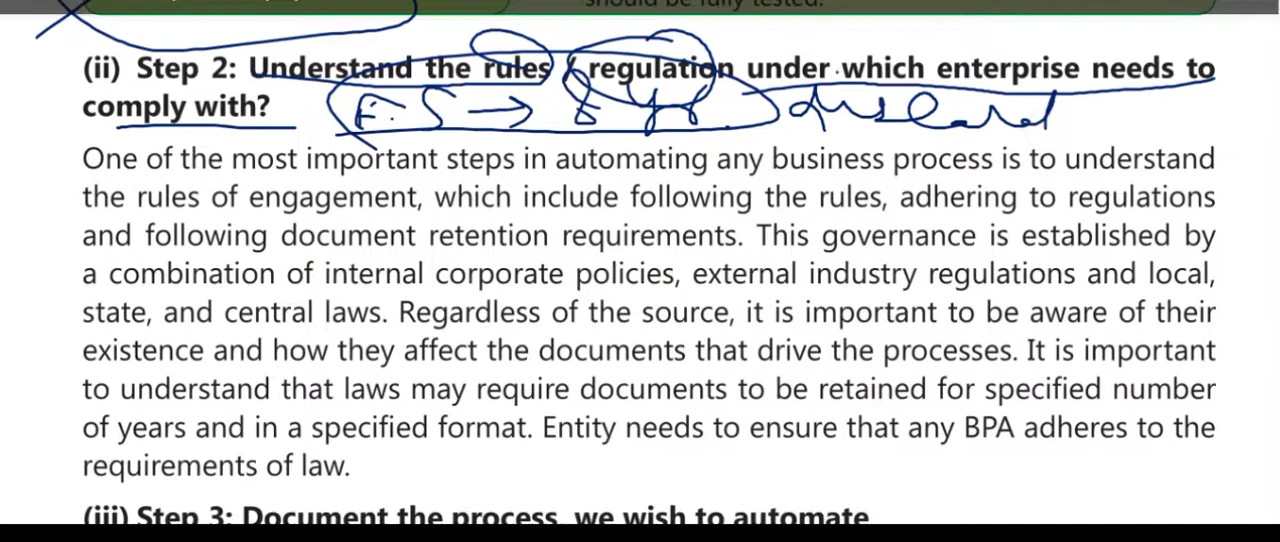 should be fully tested.
(ii) Step 2: Understand the rules / regulation under which enterprise needs to
comply with?
F.S → 8 yrs
One of the most important steps in automating any business process is to understand
the rules of engagement, which include following the rules, adhering to regulations
and following document retention requirements. This governance is established by
a combination of internal corporate policies, external industry regulations and local,
state, and central laws. Regardless of the source, it is important to be aware of their
existence and how they affect the documents that drive the processes. It is important
to understand that laws may require documents to be retained for specified number
of years and in a specified format. Entity needs to ensure that any BPA adheres to the
requirements of law.
(iii) Step 3: Document the process, we wish to automate